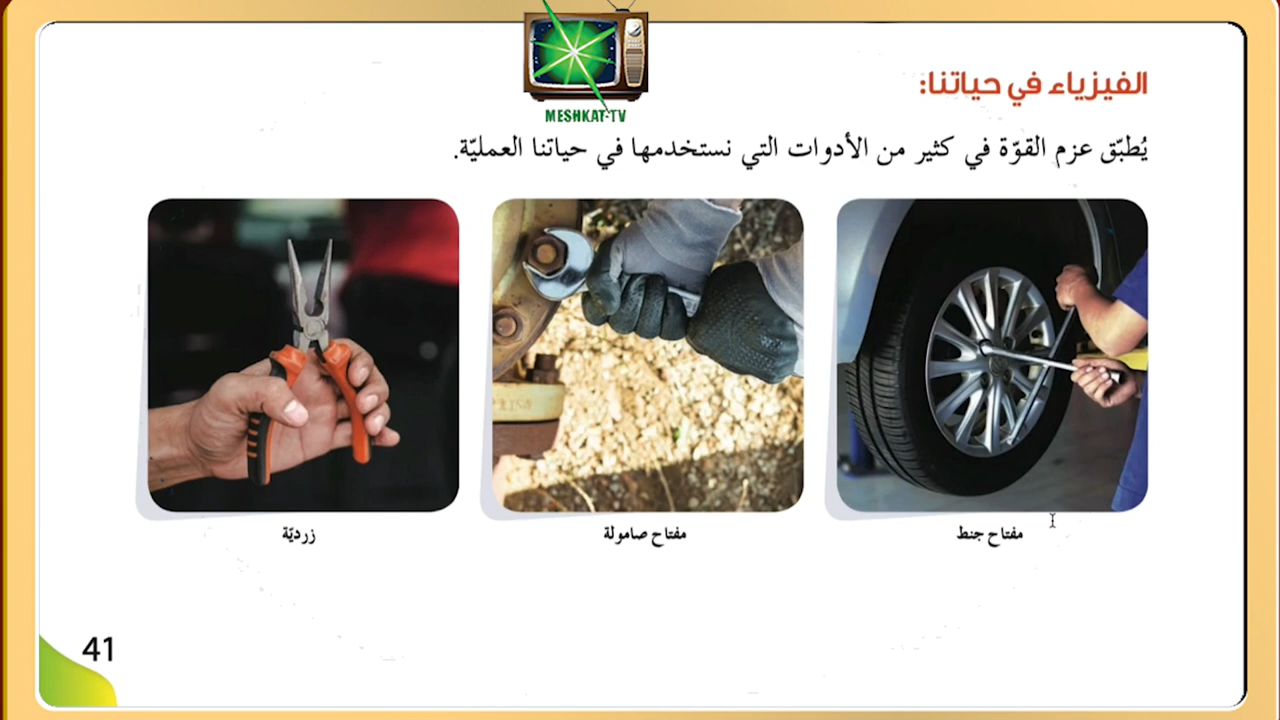 MESHKAT-TV
الفيزياء في حياتنا:
يُطبّق عزم القوّة في كثير من الأدوات التي نستخدمها في حياتنا العمليّة.
مفتاح جنط
مفتاح صامولة
زرديّة
41